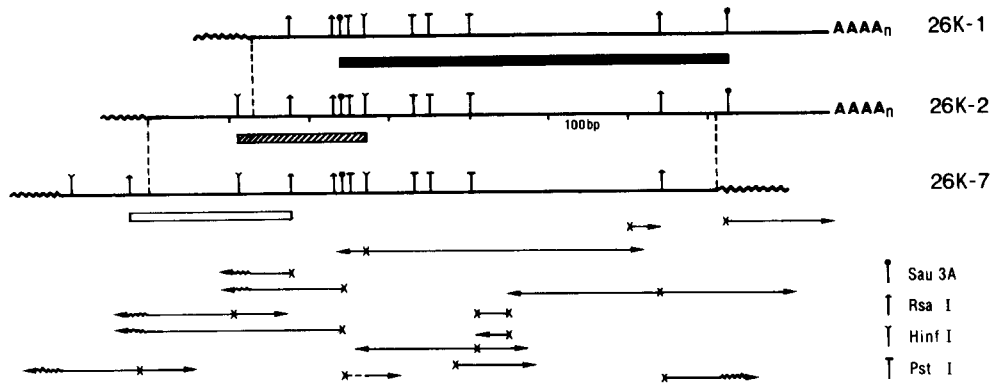 AAAAn 26K-1
AAAAn 26K-2
100bp
26K-7
Sau 3A
Rsa I
Hinf I
Pst I